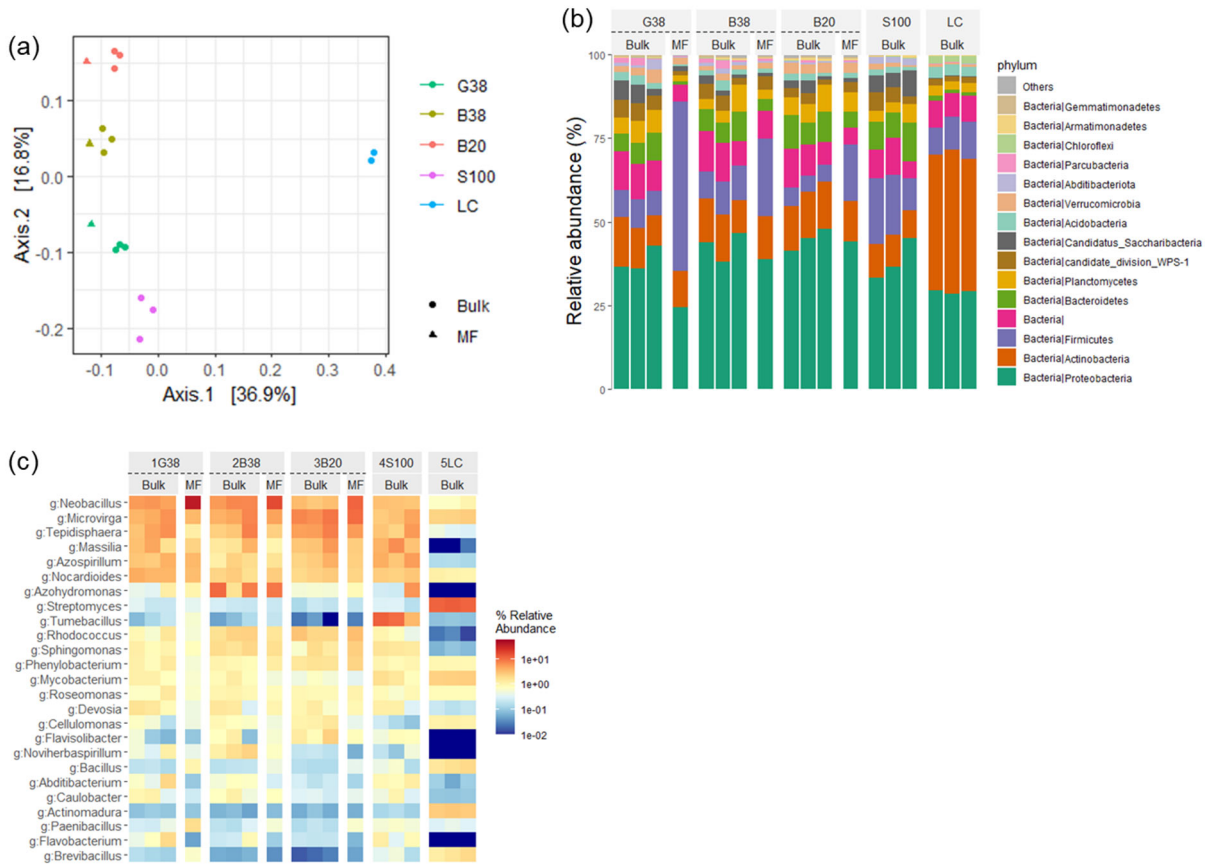 (a)
Axis.2 [16.8%]
0.1
0.0
-0.1
-0.2
-0.1
0.0
0.1
0.2
0.3
0.4
Axis.1 [36.9%]
G38
B38
B20
S100
LC
Bulk
MF
(b)
G38 B38 B20 S100 LC
Bulk MF Bulk MF Bulk MF Bulk Bulk
Relative abundance (%)
100
75
50
25
0
phylum
Others
Bacteria|Gemmatimonadetes
Bacteria|Armatimonadetes
Bacteria|Chloroflexi
Bacteria|Parcubacteria
Bacteria|Abditibacteriota
Bacteria|Verrucomicrobia
Bacteria|Acidobacteria
Bacteria|Candidatus_Saccharibacteria
Bacteria|candidate_division_WPS-1
Bacteria|Planctomycetes
Bacteria|Bacteroidetes
Bacteria|
Bacteria|Firmicutes
Bacteria|Actinobacteria
Bacteria|Proteobacteria
(c)
1G38 2B38 3B20 4S100 5LC
Bulk MF Bulk MF Bulk MF Bulk Bulk
g:Neobacillus
g:Microvirga
g:Tepidisphaera
g:Massilia
g:Azospirillum
g:Nocardioides
g:Azohydromonas
g:Streptomyces
g:Tumebacillus
g:Rhodococcus
g:Sphingomonas
g:Phenylobacterium
g:Mycobacterium
g:Roseomonas
g:Devosia
g:Cellulomonas
g:Flavisolibacter
g:Noviherbaspirillum
g:Bacillus
g:Abditibacterium
g:Caulobacter
g:Actinomadura
g:Paenibacillus
g:Flavobacterium
g:Brevibacillus
% Relative
Abundance
1e+01
1e+00
1e-01
1e-02